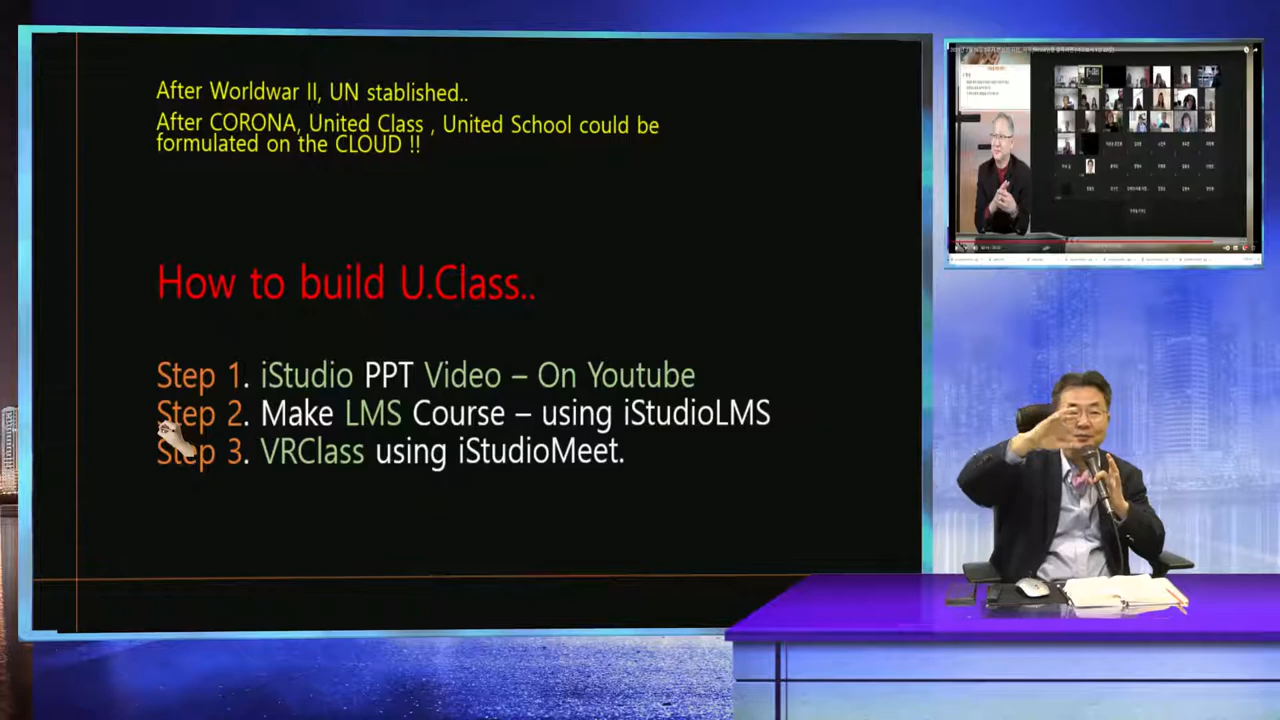 After Worldwar II, UN stablished..
After CORONA, United Class , United School could be
formulated on the CLOUD !!
How to build U.Class..
Step 1. iStudio PPT Video – On Youtube
Step 2. Make LMS Course – using iStudioLMS
Step 3. VRClass using iStudioMeet.